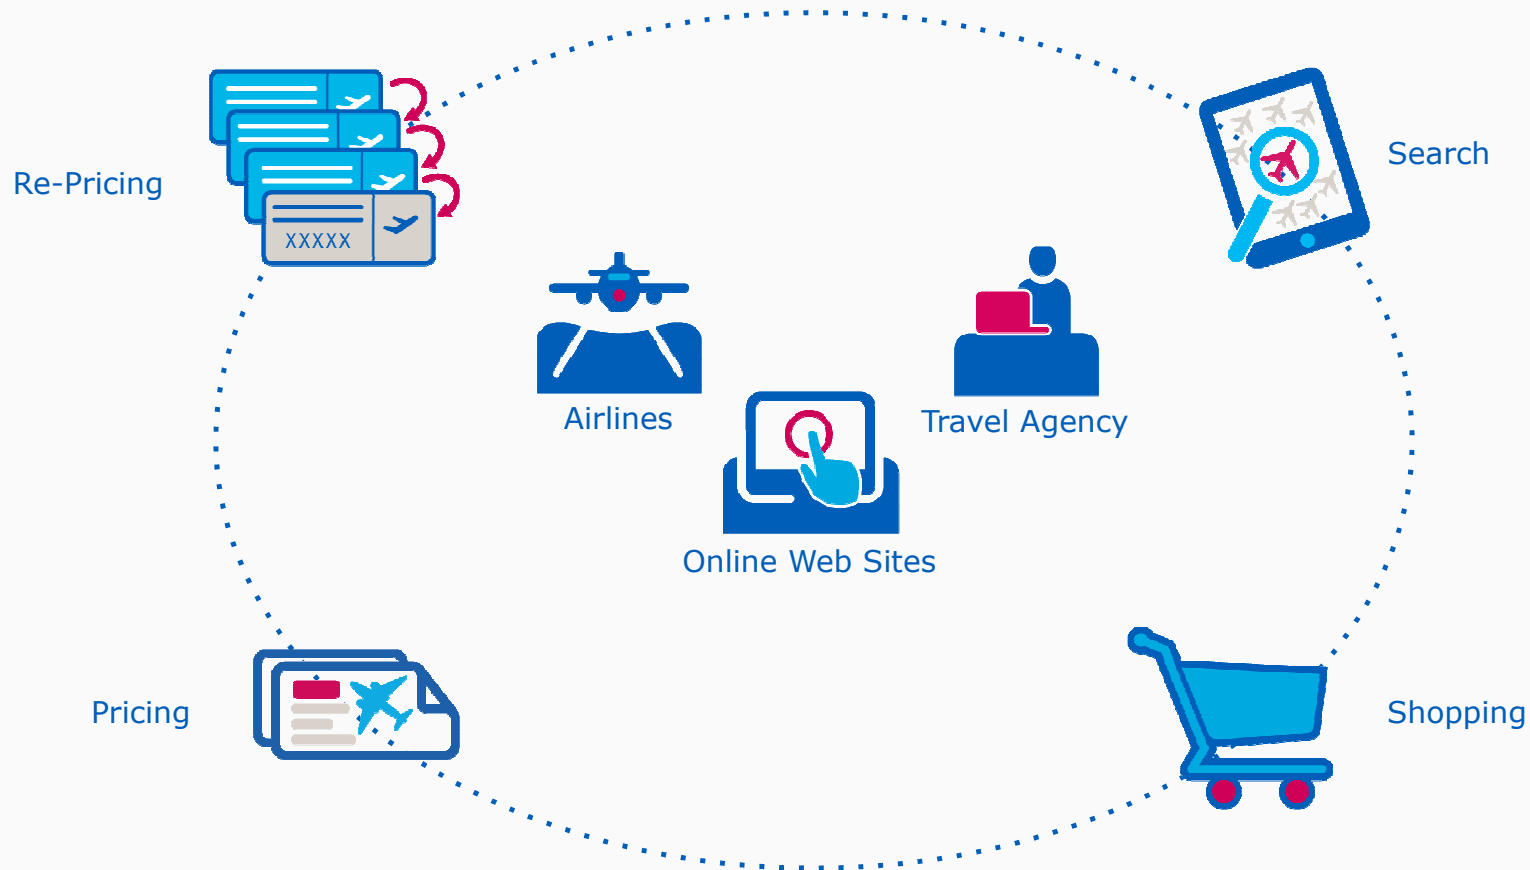 Search
Re-Pricing
XXXXX
Airlines
Travel Agency
Online Web Sites
Pricing
Shopping